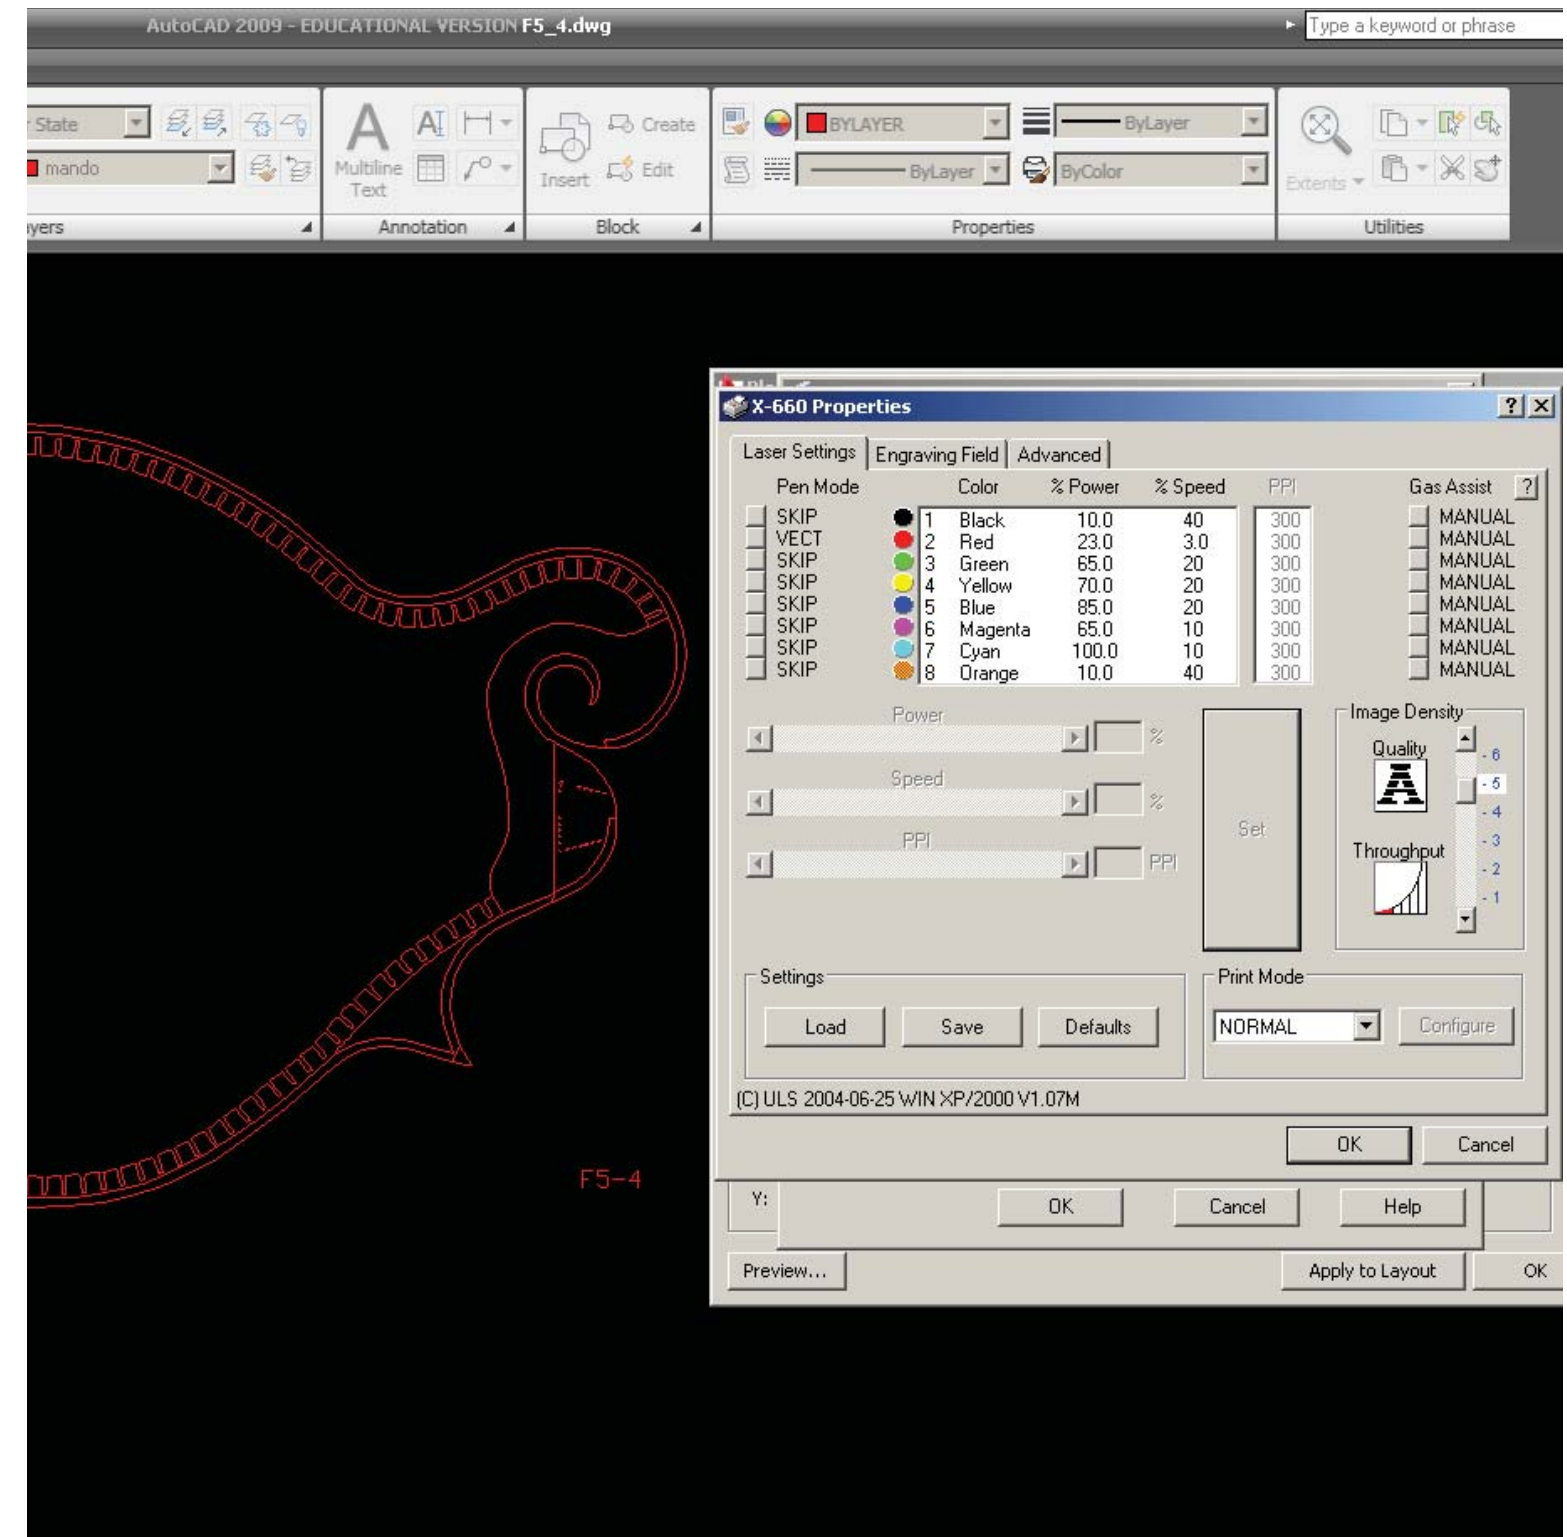 AutoCAD 2009 - EDUCATIONAL VERSION F5_4.dwg
Type a keyword or phrase
State
mando
yers
Multiline
Text
Annotation
Insert
Create
Edit
Block
BYLAYER
ByLayer
ByLayer
ByColor
Properties
Extents
Utilities
X-660 Properties
Laser Settings Engraving Field Advanced
Pen Mode Color % Power % Speed PPI Gas Assist ?
SKIP 1 Black 10.0 40 300 MANUAL
VECT 2 Red 23.0 3.0 300 MANUAL
SKIP 3 Green 65.0 20 300 MANUAL
SKIP 4 Yellow 70.0 20 300 MANUAL
SKIP 5 Blue 85.0 20 300 MANUAL
SKIP 6 Magenta 65.0 10 300 MANUAL
SKIP 7 Cyan 100.0 10 300 MANUAL
SKIP 8 Orange 10.0 40 300 MANUAL
Power
%
Speed
%
PPI
PPI
Set
Image Density
Quality
A
Throughput
- 6
- 5
- 4
- 3
- 2
- 1
Settings
Load Save Defaults
Print Mode
NORMAL Configure
(C) ULS 2004-06-25 WIN XP/2000 V1.07M
OK Cancel
Y:
OK Cancel Help
Preview... Apply to Layout OK
F5-4